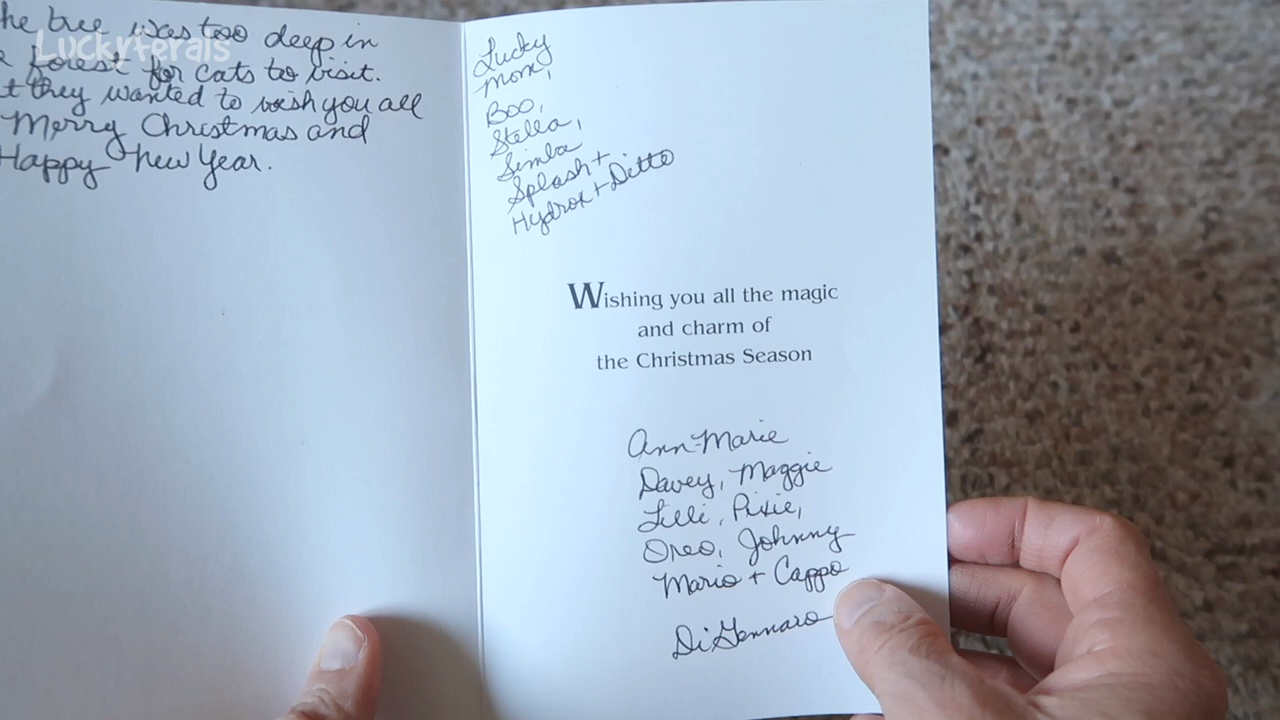 Luckyferals
he tree was too deep in
forest for cats to visit.
t they wanted to wish you all
Merry Christmas and
Happy New Year.
Lucky
Mom,
Boo,
Stella,
Simba
Splash +
Hydrox + Ditto
Wishing you all the magic
and charm of
the Christmas Season
Ann-Marie
Davey, Maggie
Lilli, Pixie,
Oreo, Johnny
Mario + Cappo
DiGennaro